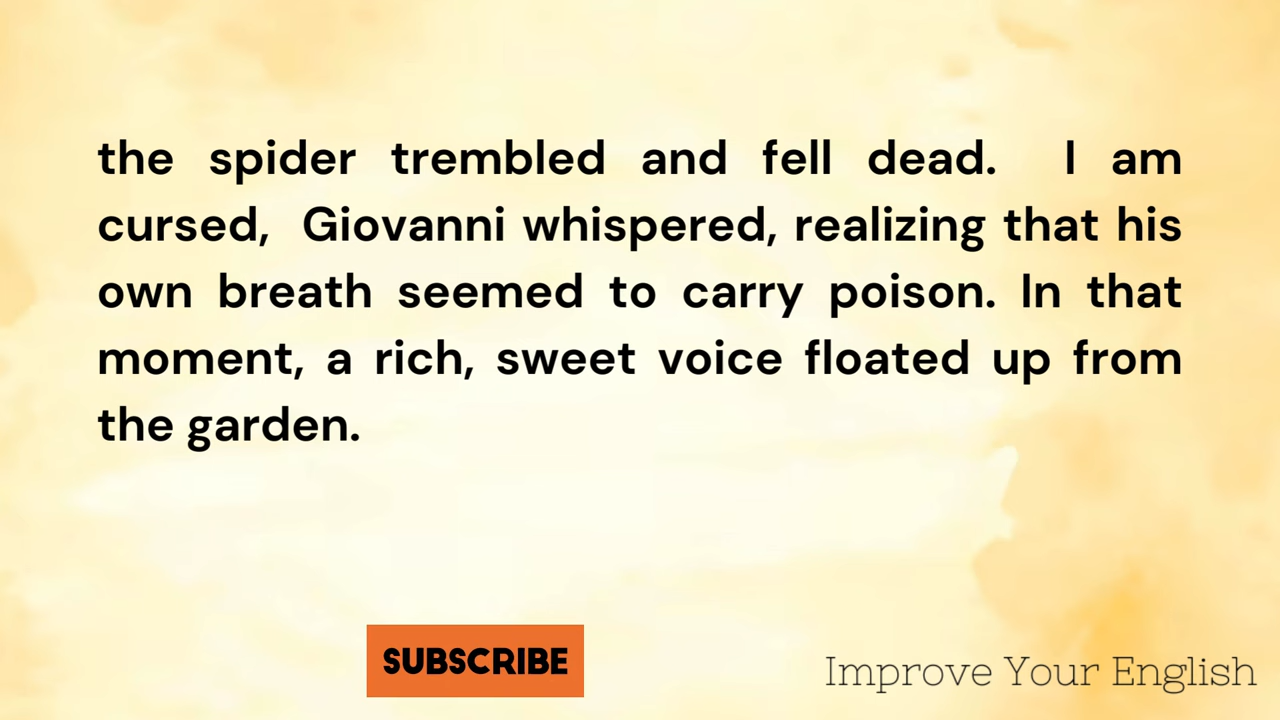 the spider trembled and fell dead. I am
cursed, Giovanni whispered, realizing that his
own breath seemed to carry poison. In that
moment, a rich, sweet voice floated up from
the garden.
SUBSCRIBE
Improve Your English